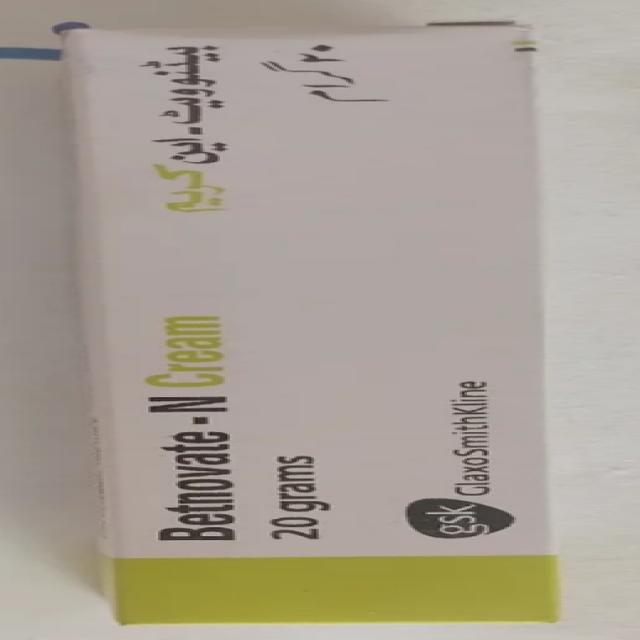 Betnovate - N Cream
20 grams
بیٹنوویٹ - این کریم
۲۰ گرام
gsk GlaxoSmithKline